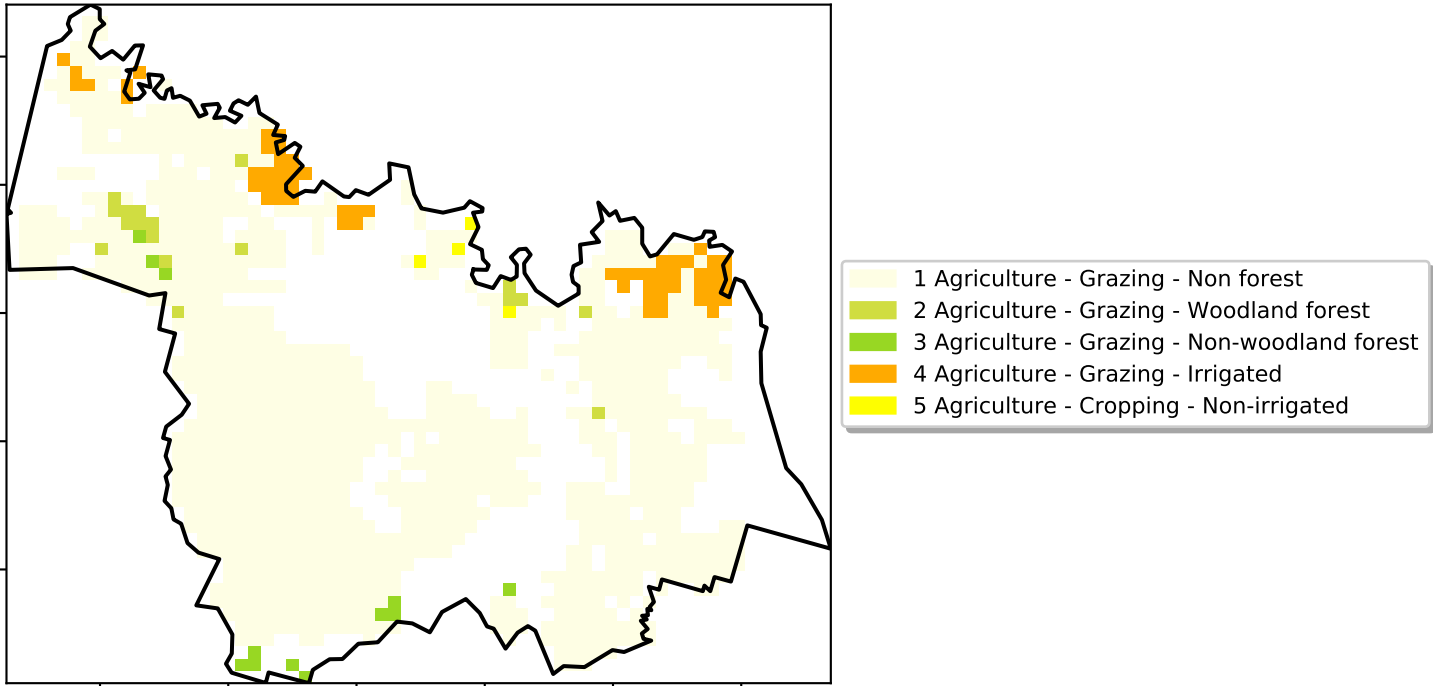 1 Agriculture - Grazing - Non forest
2 Agriculture - Grazing - Woodland forest
3 Agriculture - Grazing - Non-woodland forest
4 Agriculture - Grazing - Irrigated
5 Agriculture - Cropping - Non-irrigated